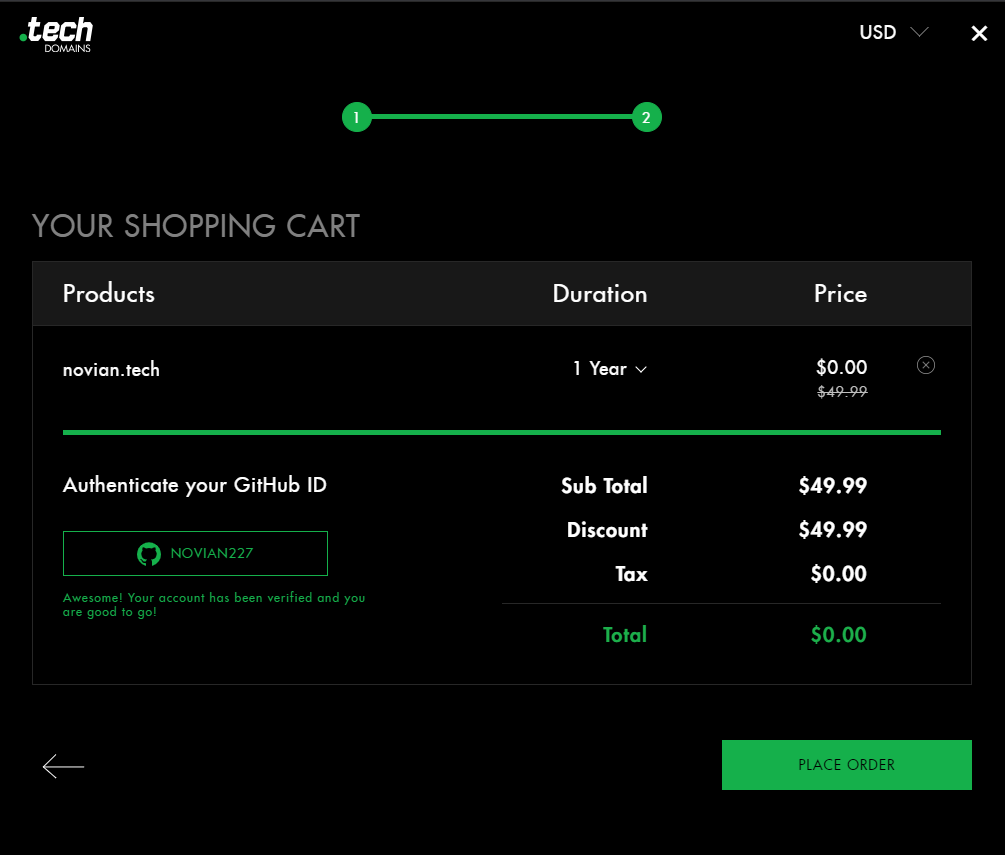 .tech
DOMAINS
USD
1
2
YOUR SHOPPING CART
Products Duration Price
novian.tech 1 Year $0.00
$49.99
Authenticate your GitHub ID
Sub Total $49.99
Discount $49.99
NOVIAN227
Tax $0.00
Awesome! Your account has been verified and you
are good to go!
Total $0.00
PLACE ORDER